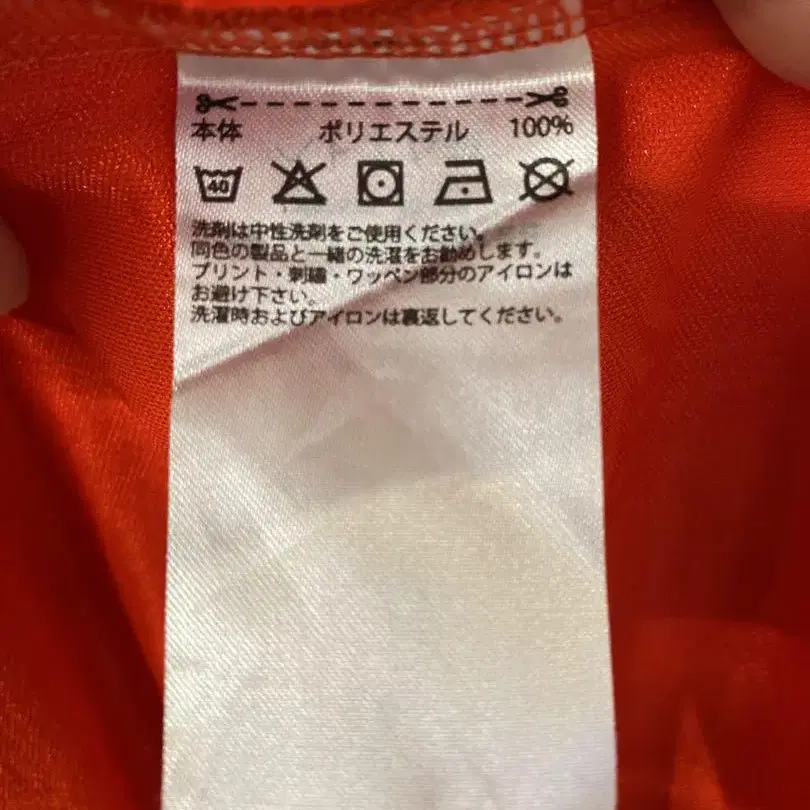 本体 ポリエステル 100%
40
洗剤は中性洗剤をご使用ください。
同色の製品と一緒の洗濯をお勧めします。
プリント・刺繍・ワッペン部分のアイロンは
お避け下さい。
洗濯時およびアイロンは裏返してください。